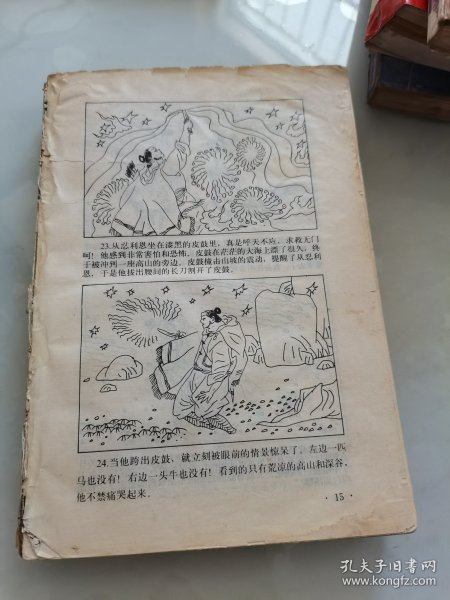 23.从忍利恩坐在漆黑的皮鼓里，真是呼天不应，求救无门
呵！他感到非常害怕和恐怖。皮鼓在茫茫的大海上漂了很久，终
于被冲到一座高山的旁边。皮鼓撞击山坡的震动，提醒了从忍利
恩，于是他拔出腰间的长刀割开了皮鼓。
24.当他跨出皮鼓，就立刻被眼前的情景惊呆了，左边一匹
马也没有！右边一头牛也没有！看到的只有荒凉的高山和深谷，
他不禁痛哭起来。
·15·
孔夫子旧书网
www.kongfz.com